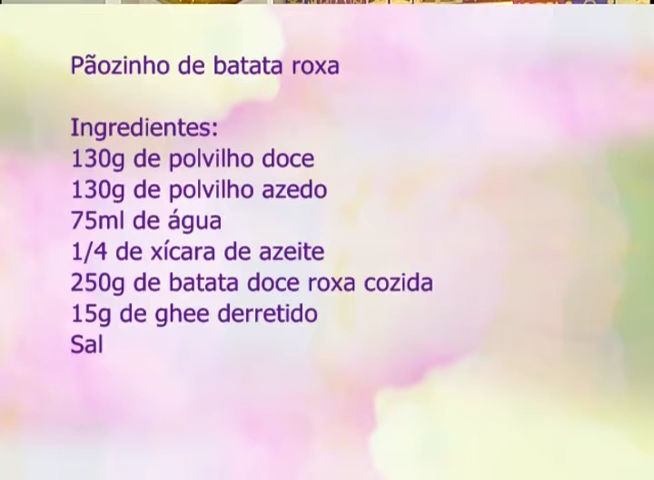 Pãozinho de batata roxa
Ingredientes:
130g de polvilho doce
130g de polvilho azedo
75ml de água
1/4 de xícara de azeite
250g de batata doce roxa cozida
15g de ghee derretido
Sal